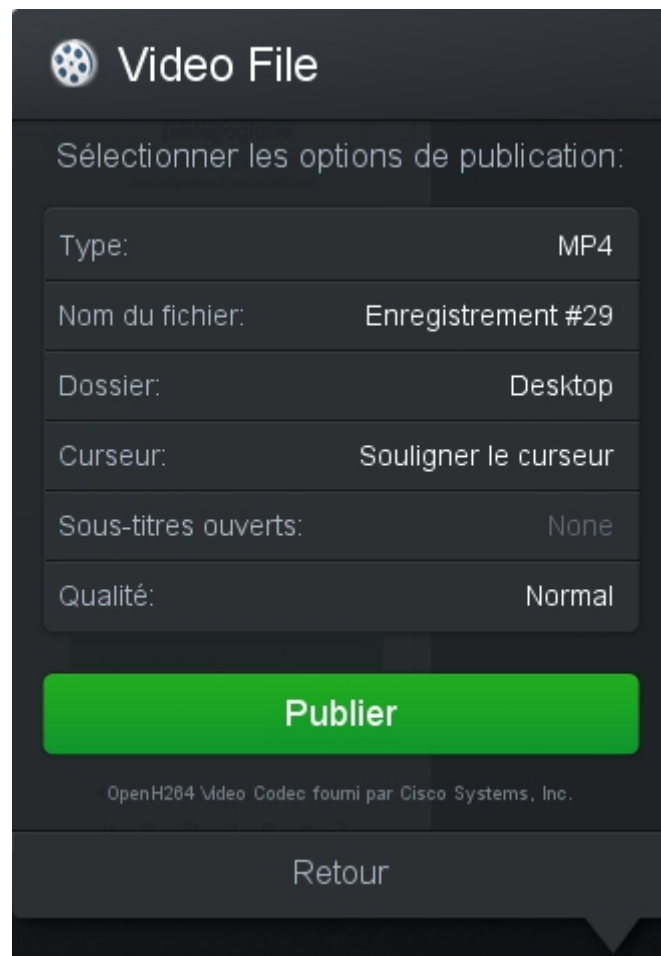 Video File
pédagogique
Sélectionner les options de publication:
Type: MP4
Nom du fichier: Enregistrement #29
Dossier: Desktop
Curseur: Souligner le curseur
Sous-titres ouverts: None
Qualité: Normal
Publier
OpenH264 Video Codec fourni par Cisco Systems, Inc.
Retour